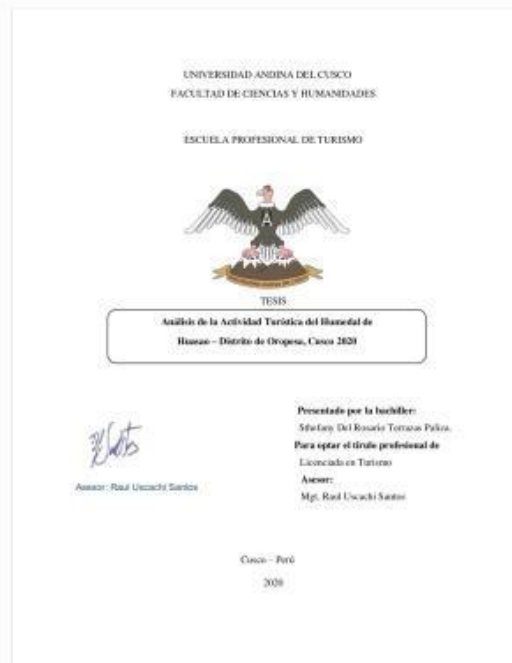 UNIVERSIDAD ANDINA DEL CUSCO
FACULTAD DE CIENCIAS Y HUMANIDADES
ESCUELA PROFESIONAL DE TURISMO
A
TESIS
Análisis de la Actividad Turística del Humedal de
Huasao – Distrito de Oropesa, Cusco 2020
Presentado por la bachiller:
Sthefany Del Rosario Terrazas Paliza.
Para optar el título profesional de
Licenciada en Turismo
Asesor:
Mgt. Raul Uscachi Santos
Asesor: Raul Uscachi Santos
Cusco – Perú
2020